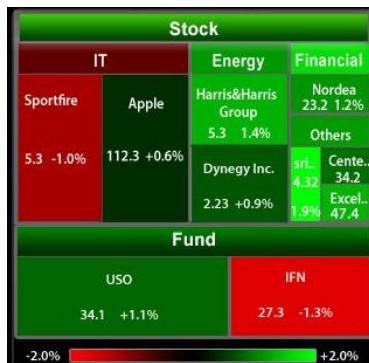 Stock
IT
Energy
Financial
Sportfire
5.3 -1.0%
Apple
112.3 +0.6%
Harris&Harris
Group
5.3 1.4%
Dynegy Inc.
2.23 +0.9%
Nordea
23.2 1.2%
Others
sri..
4.32
1.9%
Cente..
34.2
Excel..
47.4
Fund
USO
34.1 +1.1%
IFN
27.3 -1.3%
-2.0%
+2.0%